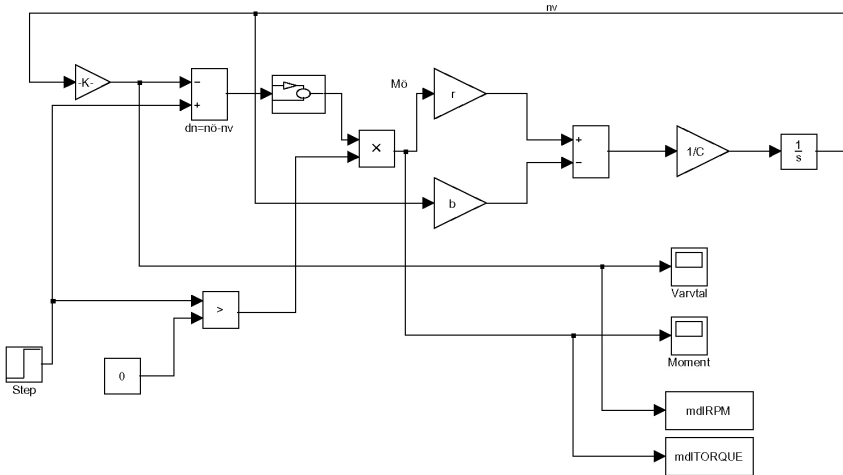 nv
-K-
−
+
dn=nö-nv
Mö
r
×
+
−
1/C
1
s
b
Varvtal
>
Moment
Step
0
mdlRPM
mdlTORQUE